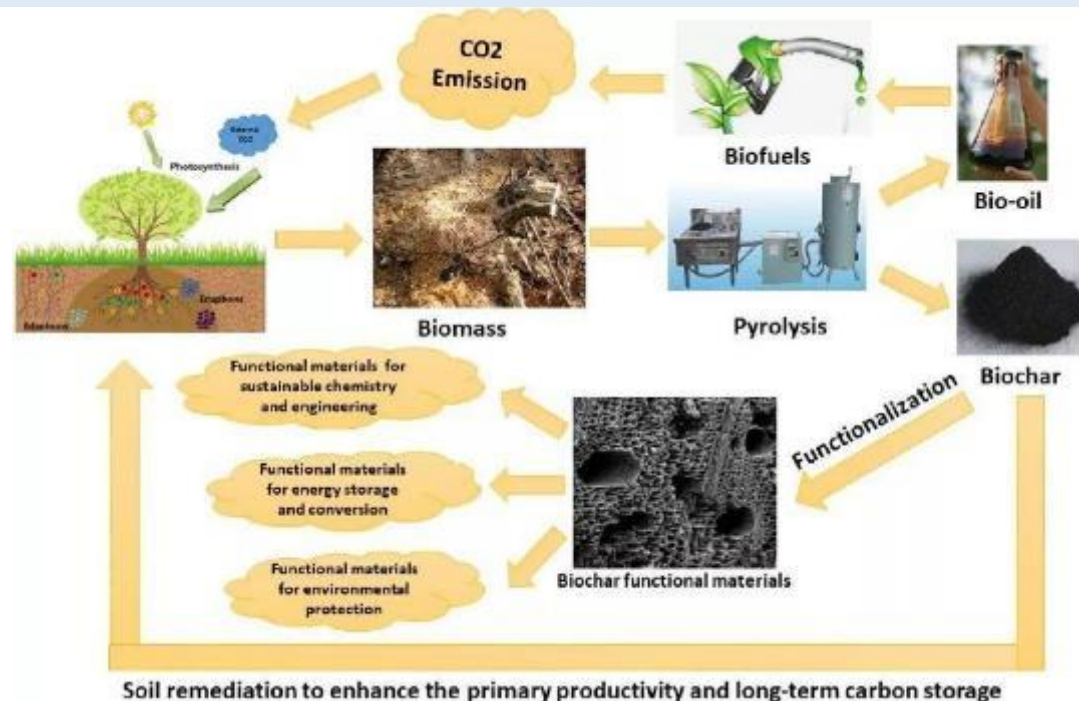 CO2
Emission
Biofuels
Bio-oil
Photosynthesis
CO2
Biomass
Pyrolysis
Biochar
Functional materials for
sustainable chemistry
and engineering
Functionalization
Functional materials
for energy storage
and conversion
Functional materials
for environmental
protection
Biochar functional materials
Soil remediation to enhance the primary productivity and long-term carbon storage